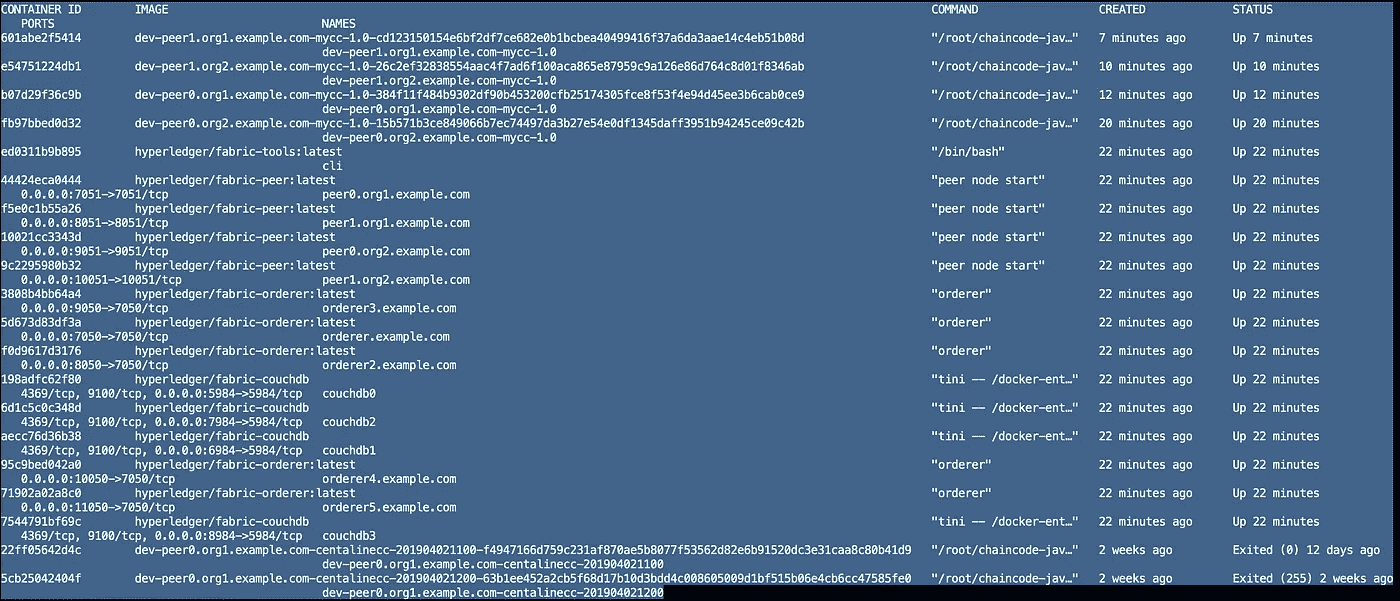 CONTAINER ID IMAGE COMMAND CREATED STATUS
PORTS NAMES
601abe2f5414 dev-peer1.org1.example.com-mycc-1.0-cd123150154e6bf2df7ce682e0b1bcbea40499416f37a6da3aae14c4eb51b08d "/root/chaincode-jav…" 7 minutes ago Up 7 minutes
dev-peer1.org1.example.com-mycc-1.0
e54751224db1 dev-peer1.org2.example.com-mycc-1.0-26c2ef32838554aac4f7ad6f100aca865e87959c9a126e86d764c8d01f8346ab "/root/chaincode-jav…" 10 minutes ago Up 10 minutes
dev-peer1.org2.example.com-mycc-1.0
b07d29f36c9b dev-peer0.org1.example.com-mycc-1.0-384f11f484b9302df90b453200cfb25174305fce8f53f4e94d45ee3b6cab0ce9 "/root/chaincode-jav…" 12 minutes ago Up 12 minutes
dev-peer0.org1.example.com-mycc-1.0
fb97bbed0d32 dev-peer0.org2.example.com-mycc-1.0-15b571b3ce849066b7ec74497da3b27e54e0df1345daff3951b94245ce09c42b "/root/chaincode-jav…" 20 minutes ago Up 20 minutes
dev-peer0.org2.example.com-mycc-1.0
ed0311b9b895 hyperledger/fabric-tools:latest "/bin/bash" 22 minutes ago Up 22 minutes
cli
44424eca0444 hyperledger/fabric-peer:latest "peer node start" 22 minutes ago Up 22 minutes
0.0.0.0:7051->7051/tcp peer0.org1.example.com
f5e0c1b55a26 hyperledger/fabric-peer:latest "peer node start" 22 minutes ago Up 22 minutes
0.0.0.0:8051->8051/tcp peer1.org1.example.com
10021cc3343d hyperledger/fabric-peer:latest "peer node start" 22 minutes ago Up 22 minutes
0.0.0.0:9051->9051/tcp peer0.org2.example.com
9c2295980b32 hyperledger/fabric-peer:latest "peer node start" 22 minutes ago Up 22 minutes
0.0.0.0:10051->10051/tcp peer1.org2.example.com
3808b4bb64a4 hyperledger/fabric-orderer:latest "orderer" 22 minutes ago Up 22 minutes
0.0.0.0:9050->7050/tcp orderer3.example.com
5d673d83df3a hyperledger/fabric-orderer:latest "orderer" 22 minutes ago Up 22 minutes
0.0.0.0:7050->7050/tcp orderer.example.com
f0d9617d3176 hyperledger/fabric-orderer:latest "orderer" 22 minutes ago Up 22 minutes
0.0.0.0:8050->7050/tcp orderer2.example.com
198adfc62f80 hyperledger/fabric-couchdb "tini -- /docker-ent…" 22 minutes ago Up 22 minutes
4369/tcp, 9100/tcp, 0.0.0.0:5984->5984/tcp couchdb0
6d1c5c0c348d hyperledger/fabric-couchdb "tini -- /docker-ent…" 22 minutes ago Up 22 minutes
4369/tcp, 9100/tcp, 0.0.0.0:7984->5984/tcp couchdb2
aecc76d36b38 hyperledger/fabric-couchdb "tini -- /docker-ent…" 22 minutes ago Up 22 minutes
4369/tcp, 9100/tcp, 0.0.0.0:6984->5984/tcp couchdb1
95c9bed042a0 hyperledger/fabric-orderer:latest "orderer" 22 minutes ago Up 22 minutes
0.0.0.0:10050->7050/tcp orderer4.example.com
71902a02a8c0 hyperledger/fabric-orderer:latest "orderer" 22 minutes ago Up 22 minutes
0.0.0.0:11050->7050/tcp orderer5.example.com
7544791bf69c hyperledger/fabric-couchdb "tini -- /docker-ent…" 22 minutes ago Up 22 minutes
4369/tcp, 9100/tcp, 0.0.0.0:8984->5984/tcp couchdb3
22ff05642d4c dev-peer0.org1.example.com-centalinecc-201904021100-f4947166d759c231af870ae5b8077f53562d82e6b91520dc3e31caa8c80b41d9 "/root/chaincode-jav…" 2 weeks ago Exited (0) 12 days ago
dev-peer0.org1.example.com-centalinecc-201904021100
5cb25042404f dev-peer0.org1.example.com-centalinecc-201904021200-63b1ee452a2cb5f68d17b10d3bdd4c008605009d1bf515b06e4cb6cc47585fe0 "/root/chaincode-jav…" 2 weeks ago Exited (255) 2 weeks ago
dev-peer0.org1.example.com-centalinecc-201904021200